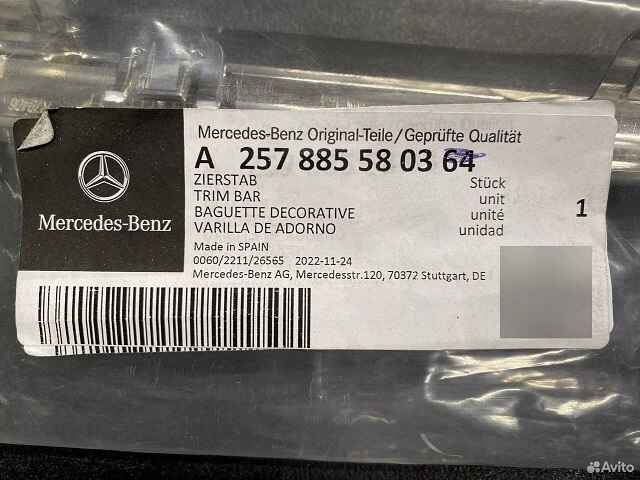 Mercedes-Benz Original-Teile/Geprüfte Qualität
A 257 885 58 03 64
ZIERSTAB Stück
TRIM BAR unit
BAGUETTE DECORATIVE unité
VARILLA DE ADORNO unidad
1
Made in SPAIN
0060/2211/26565 2022-11-24
Mercedes-Benz AG, Mercedesstr.120, 70372 Stuttgart, DE
Mercedes-Benz
Avito